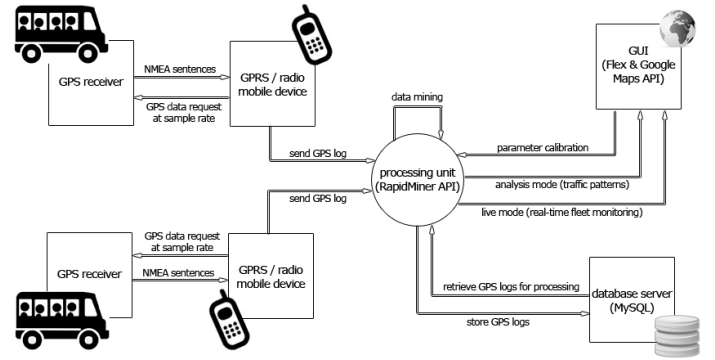 GPS receiver
NMEA sentences
GPS data request
at sample rate
GPRS / radio
mobile device
send GPS log
data mining
processing unit
(RapidMiner API)
GUI
(Flex & Google
Maps API)
parameter calibration
analysis mode (traffic patterns)
live mode (real-time fleet monitoring)
send GPS log
GPS receiver
GPS data request
at sample rate
NMEA sentences
GPRS / radio
mobile device
retrieve GPS logs for processing
store GPS logs
database server
(MySQL)